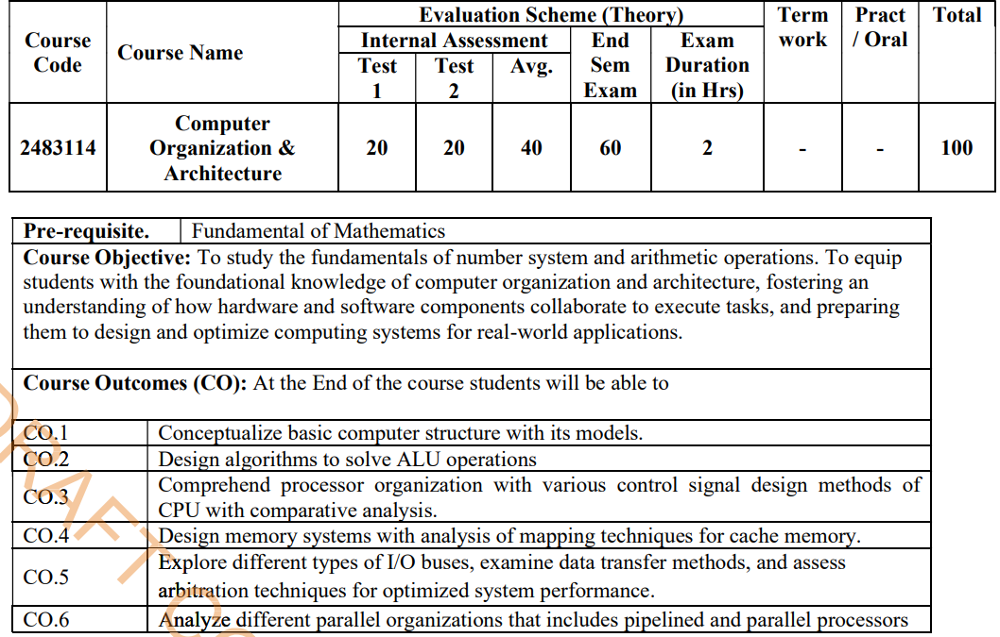 Course Code
Course Name
Evaluation Scheme (Theory)
Term work
Pract / Oral
Total
Internal Assessment
End Sem Exam
Exam Duration (in Hrs)
Test 1
Test 2
Avg.
2483114
Computer Organization & Architecture
20
20
40
60
2
-
-
100
Pre-requisite.
Fundamental of Mathematics
Course Objective: To study the fundamentals of number system and arithmetic operations. To equip
students with the foundational knowledge of computer organization and architecture, fostering an
understanding of how hardware and software components collaborate to execute tasks, and preparing
them to design and optimize computing systems for real-world applications.
Course Outcomes (CO): At the End of the course students will be able to
CO.1 Conceptualize basic computer structure with its models.
CO.2 Design algorithms to solve ALU operations
CO.3 Comprehend processor organization with various control signal design methods of
CPU with comparative analysis.
CO.4 Design memory systems with analysis of mapping techniques for cache memory.
CO.5 Explore different types of I/O buses, examine data transfer methods, and assess
arbitration techniques for optimized system performance.
CO.6 Analyze different parallel organizations that includes pipelined and parallel processors
DRAFT